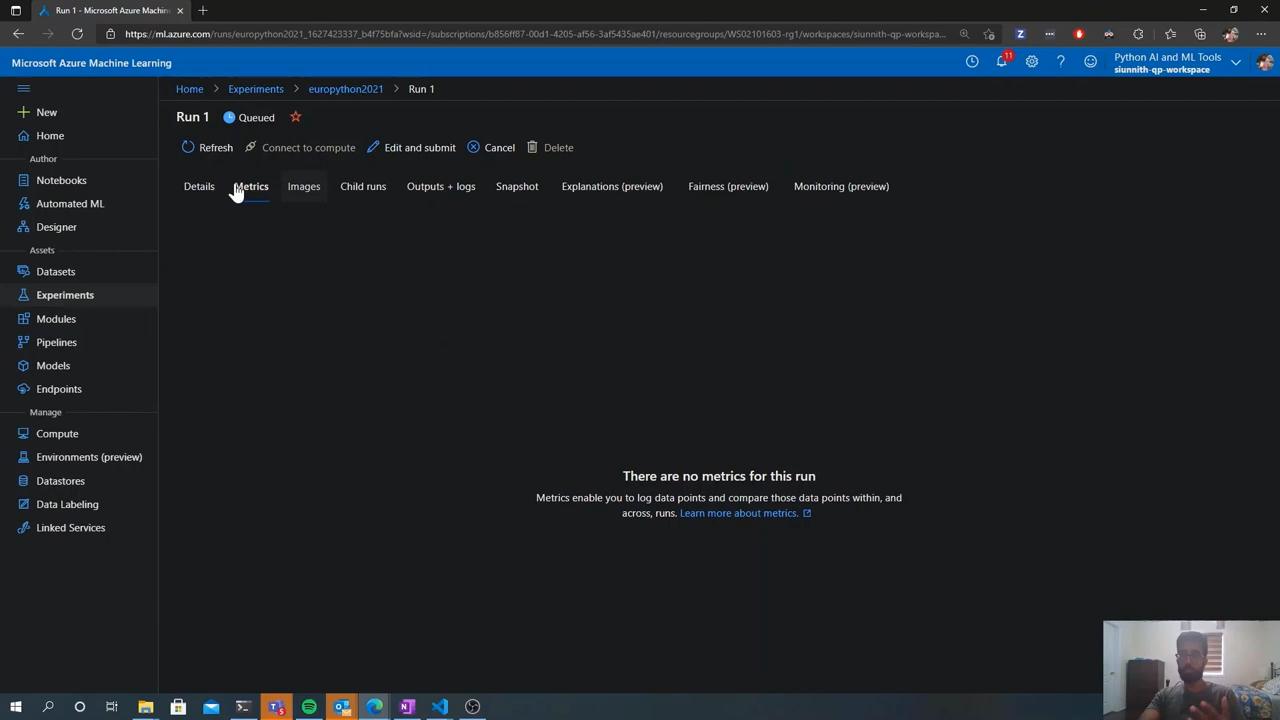 Run 1 - Microsoft Azure Machin
https://ml.azure.com/runs/europython2021_1627423337_b4f75bfa?wsid=/subscriptions/b856ff87-00d1-4205-af56-3af5435ae401/resourcegroups/WS02101603-rg1/workspaces/siunnith-qp-workspa...
Microsoft Azure Machine Learning
11
Python AI and ML Tools
siunnith-qp-workspace
New
Home
Author
Notebooks
Automated ML
Designer
Assets
Datasets
Experiments
Modules
Pipelines
Models
Endpoints
Manage
Compute
Environments (preview)
Datastores
Data Labeling
Linked Services
Home > Experiments > europython2021 > Run 1
Run 1 Queued
Refresh Connect to compute Edit and submit Cancel Delete
Details Metrics Images Child runs Outputs + logs Snapshot Explanations (preview) Fairness (preview) Monitoring (preview)
There are no metrics for this run
Metrics enable you to log data points and compare those data points within, and
across, runs. Learn more about metrics.